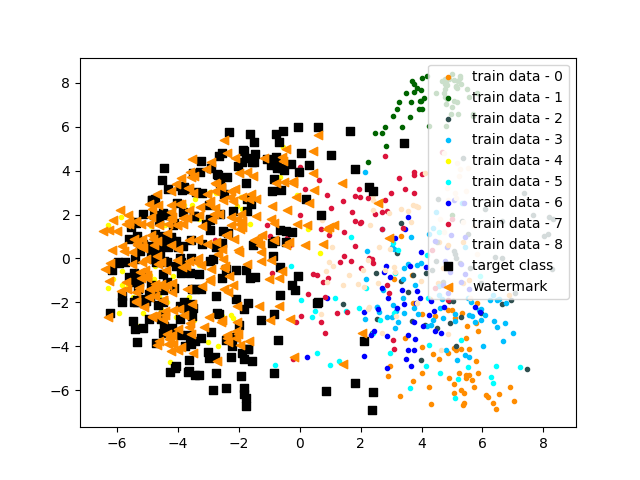 8
6
4
2
0
−2
−4
−6
−6
−4
−2
0
2
4
6
8
train data - 0
train data - 1
train data - 2
train data - 3
train data - 4
train data - 5
train data - 6
train data - 7
train data - 8
target class
watermark